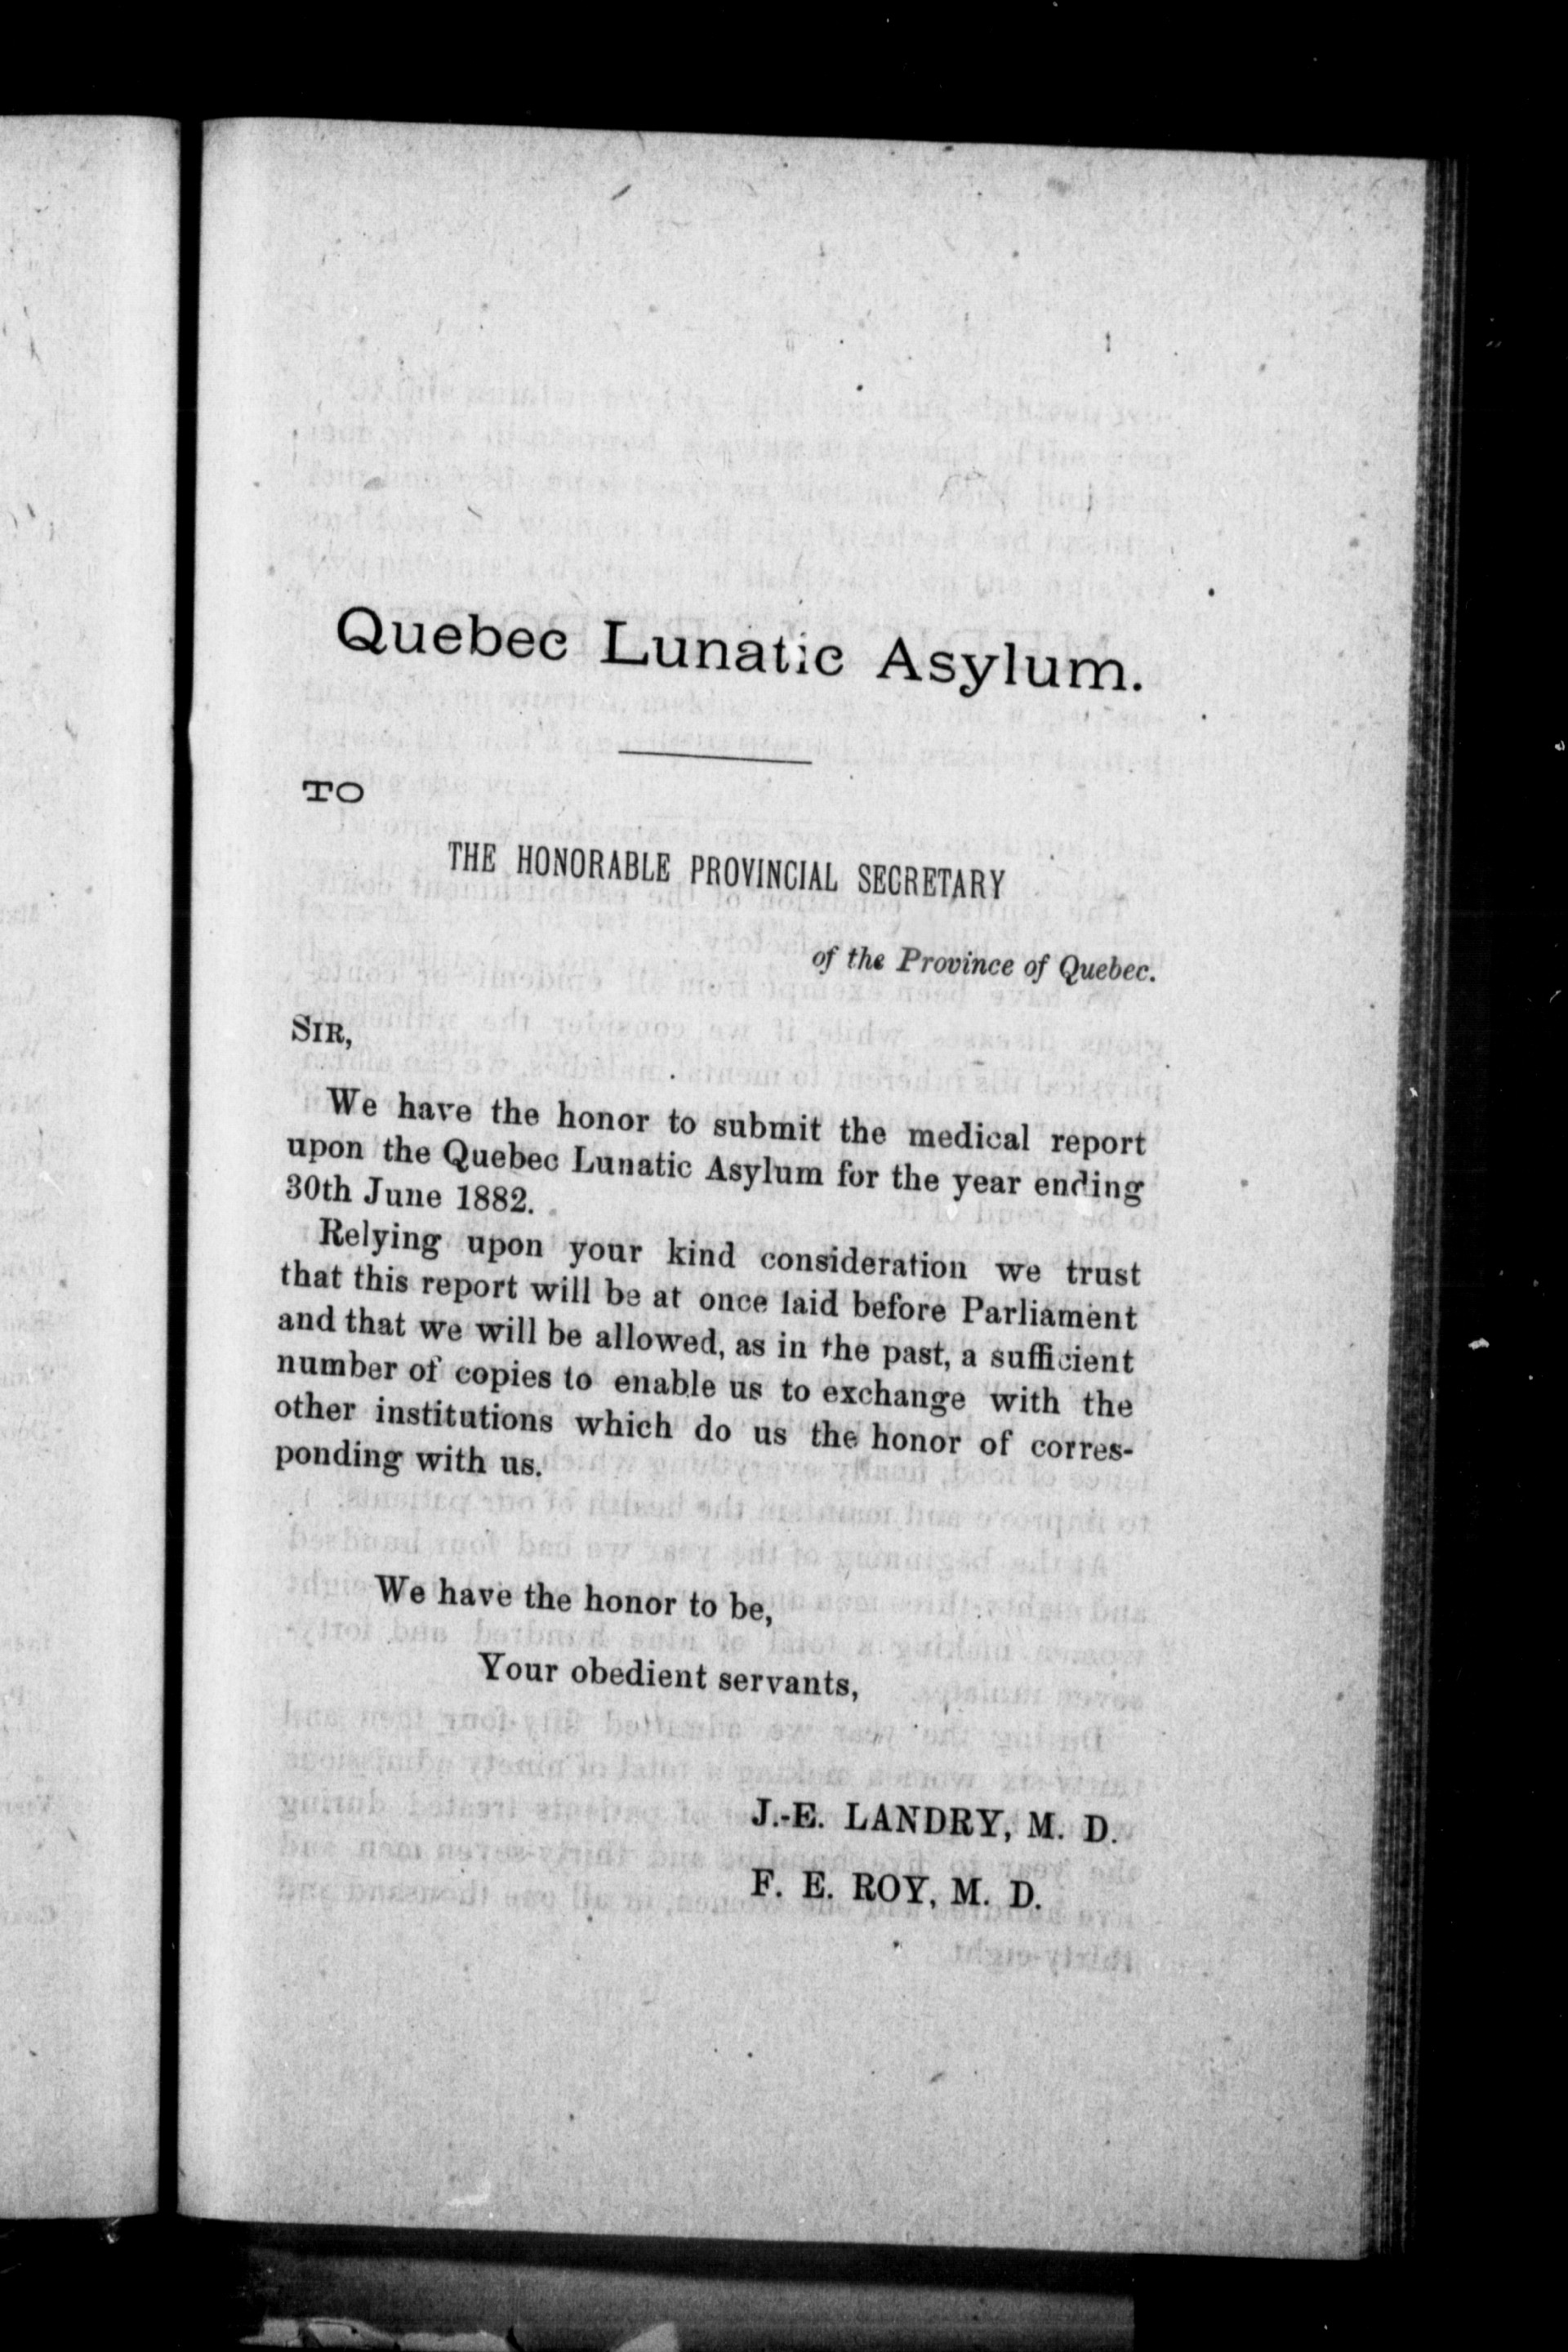 Quebec Lunatic Asylum.
TO
THE HONORABLE PROVINCIAL SECRETARY
of the Province of Quebec.
SIR,
We have the honor to submit the medical report
upon the Quebec Lunatic Asylum for the year ending
30th June 1882.
Relying upon your kind consideration we trust
that this report will be at once laid before Parliament
and that we will be allowed, as in the past, a sufficient
number of copies to enable us to exchange with the
other institutions which do us the honor of corres-
ponding with us.
We have the honor to be,
Your obedient servants,
J.-E. LANDRY, M. D.
F. E. ROY, M. D.